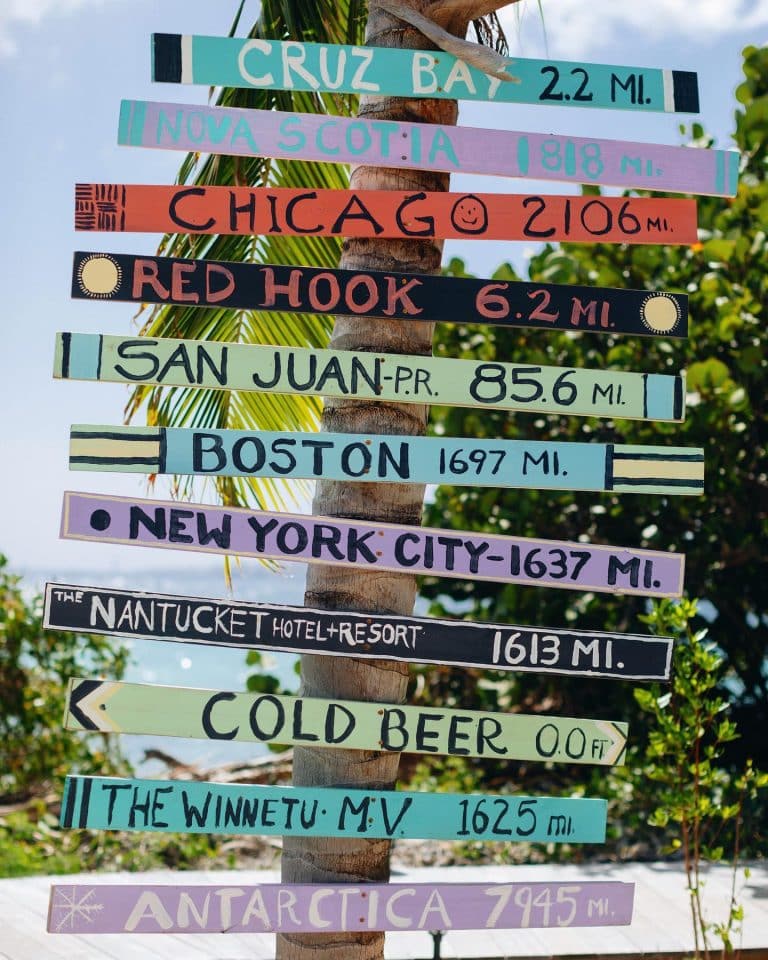 CRUZ BAY 2.2 MI.
NOVA SCOTIA 1818 MI.
CHICAGO 2106 MI.
RED HOOK 6.2 MI.
SAN JUAN-P.R. 85.6 MI.
BOSTON 1697 MI.
NEW YORK CITY-1637 MI.
THE NANTUCKET HOTEL+RESORT 1613 MI.
COLD BEER 0.0 FT
THE WINNETU·M.V. 1625 MI.
ANTARCTICA 7945 MI.